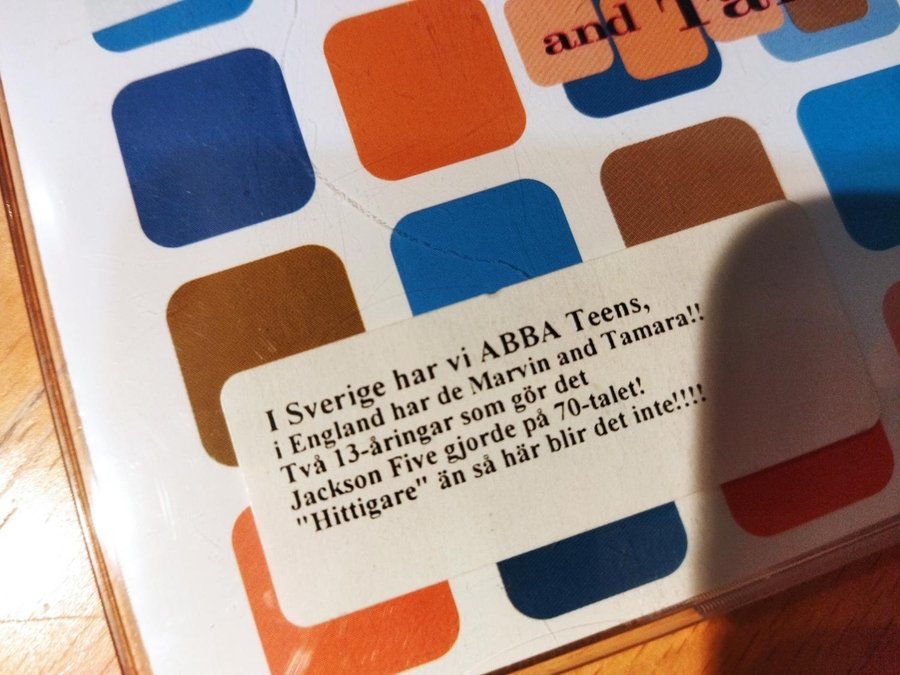 and
I Sverige har vi ABBA Teens,
i England har de Marvin and Tamara!!
Två 13-åringar som gör det
Jackson Five gjorde på 70-talet!
"Hittigare" än så här blir det inte!!!!